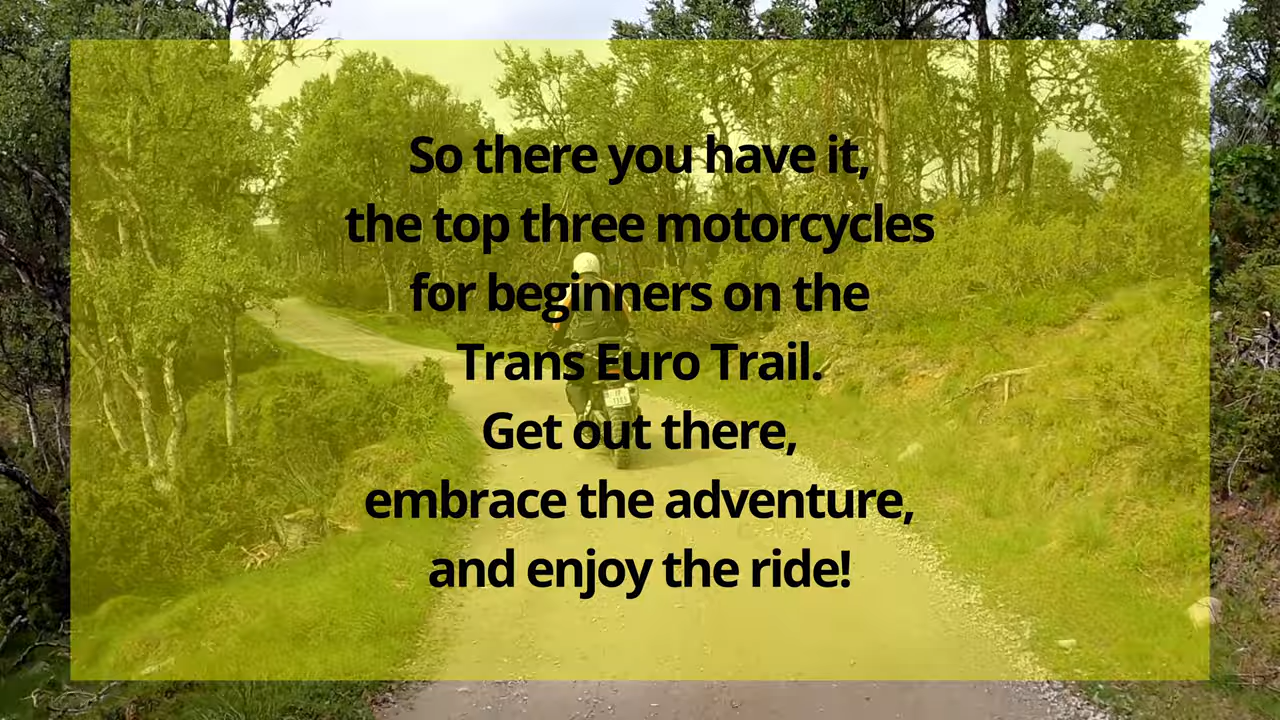 So there you have it,
the top three motorcycles
for beginners on the
Trans Euro Trail.
Get out there,
embrace the adventure,
and enjoy the ride!